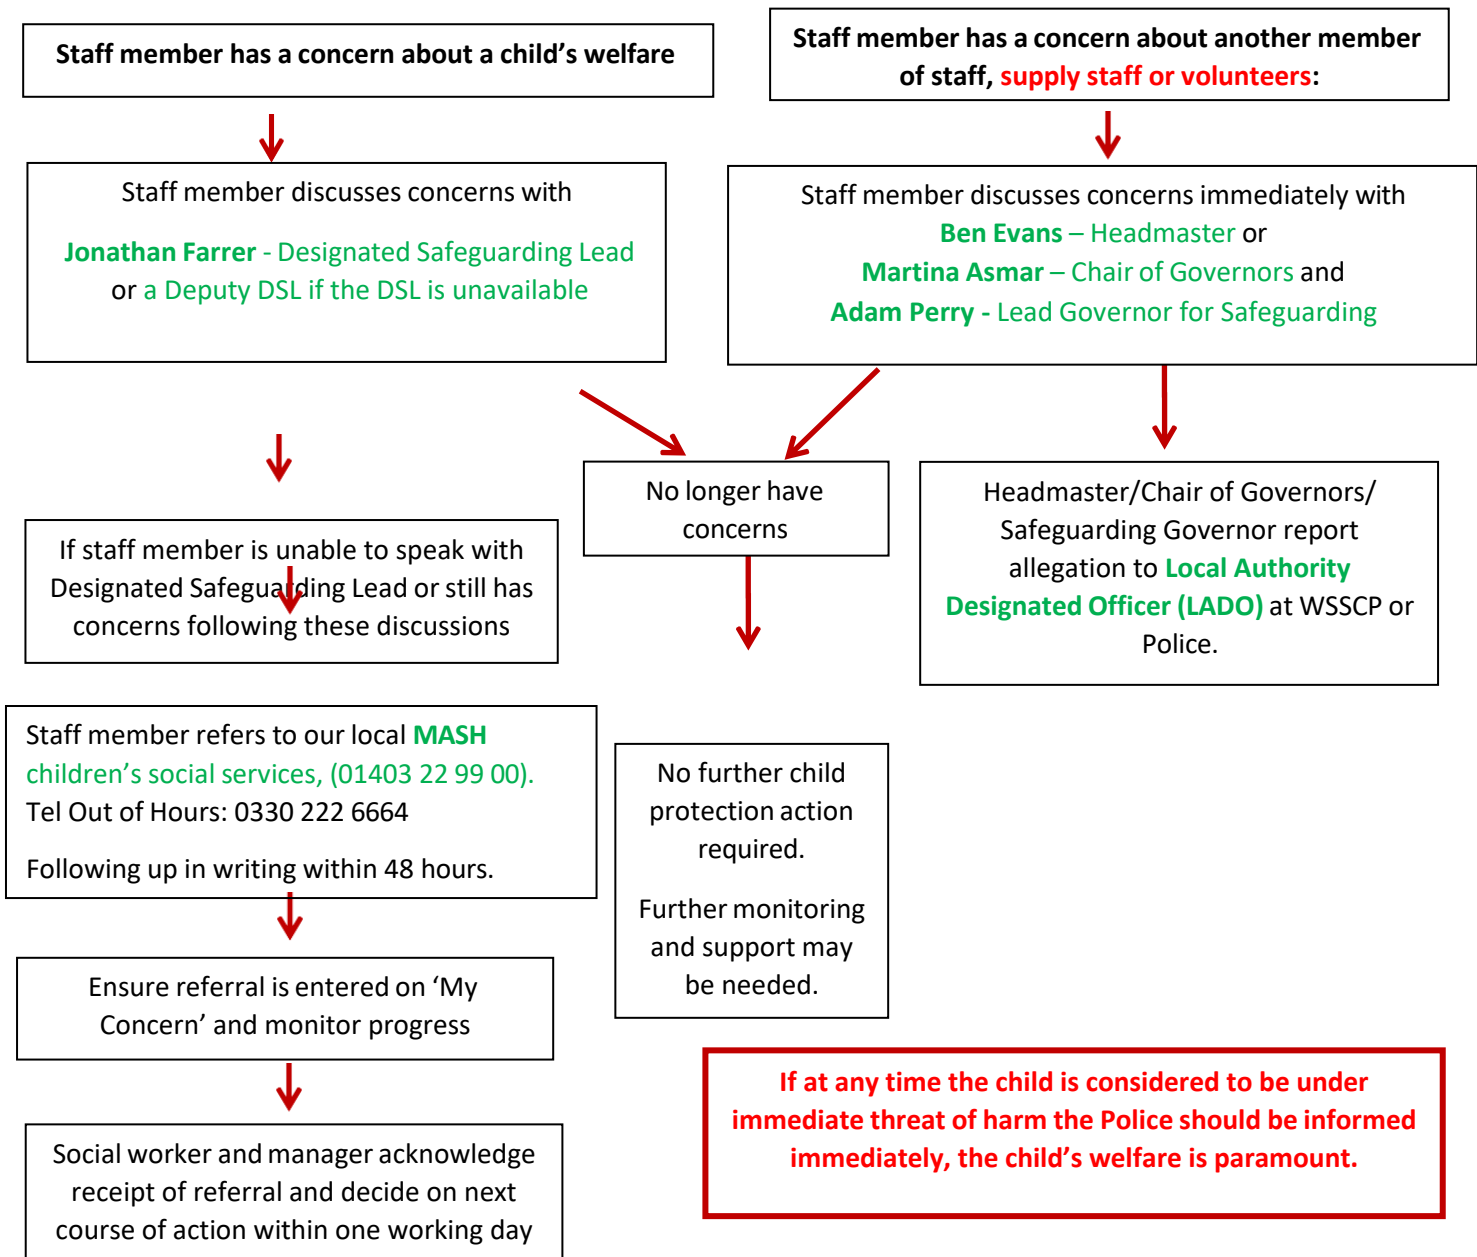 Staff member has a concern about a child’s welfare
Staff member has a concern about another member
of staff, supply staff or volunteers:
Staff member discusses concerns with
Jonathan Farrer - Designated Safeguarding Lead
or a Deputy DSL if the DSL is unavailable
Staff member discusses concerns immediately with
Ben Evans – Headmaster or
Martina Asmar – Chair of Governors and
Adam Perry - Lead Governor for Safeguarding
No longer have
concerns
Headmaster/Chair of Governors/
Safeguarding Governor report
allegation to Local Authority
Designated Officer (LADO) at WSSCP or
Police.
If staff member is unable to speak with
Designated Safeguarding Lead or still has
concerns following these discussions
Staff member refers to our local MASH
children’s social services, (01403 22 99 00).
Tel Out of Hours: 0330 222 6664
Following up in writing within 48 hours.
No further child
protection action
required.
Further monitoring
and support may
be needed.
Ensure referral is entered on ‘My
Concern’ and monitor progress
If at any time the child is considered to be under
immediate threat of harm the Police should be informed
immediately, the child’s welfare is paramount.
Social worker and manager acknowledge
receipt of referral and decide on next
course of action within one working day